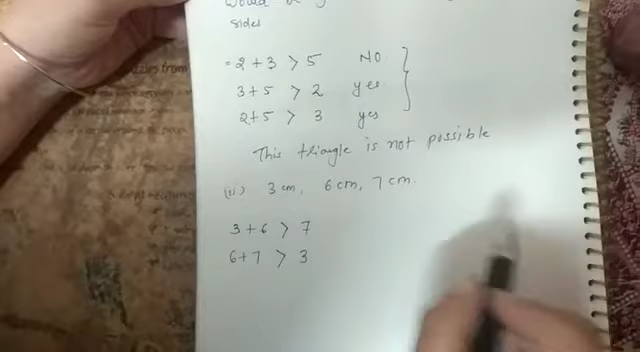 sides
= 2 + 3 > 5 NO
3 + 5 > 2 yes
2 + 5 > 3 yes
This triangle is not possible
(ii) 3 cm, 6 cm, 7 cm.
3 + 6 > 7
6 + 7 > 3